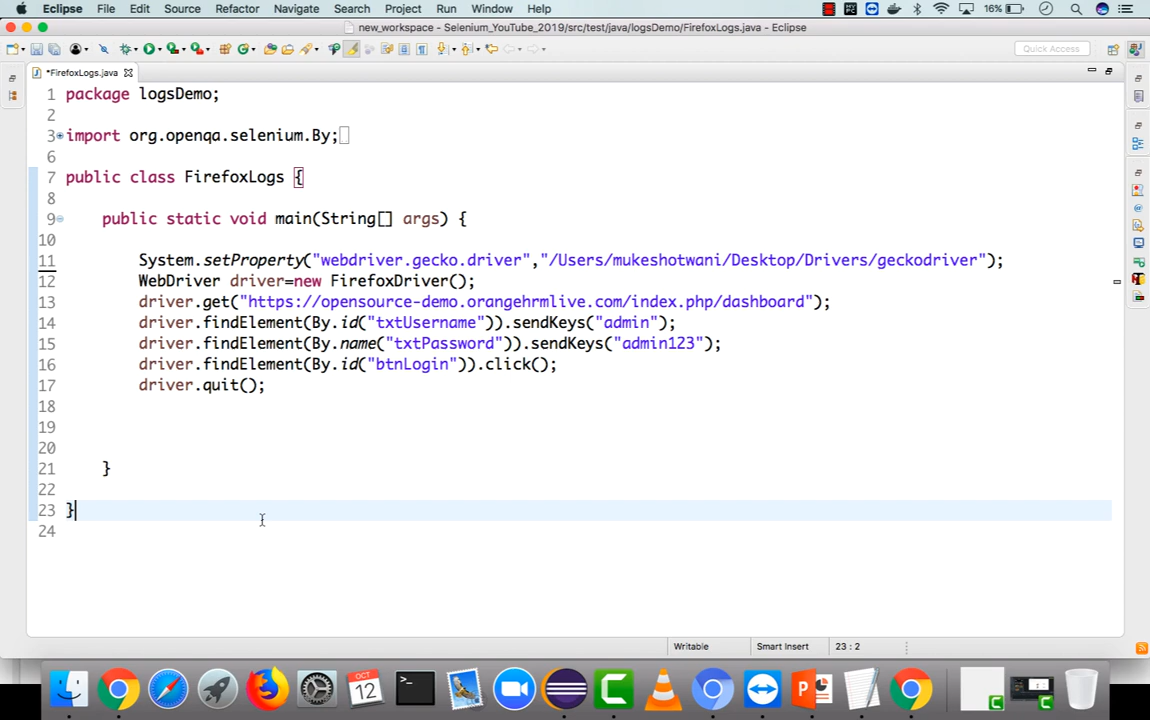 Eclipse File Edit Source Refactor Navigate Search Project Run Window Help 16%
new_workspace - Selenium_YouTube_2019/src/test/java/logsDemo/FirefoxLogs.java - Eclipse
Quick Access
*FirefoxLogs.java
1 package logsDemo;
2
3 import org.openqa.selenium.By;
6
7 public class FirefoxLogs {
8
9 public static void main(String[] args) {
10
11 System.setProperty("webdriver.gecko.driver","/Users/mukeshotwani/Desktop/Drivers/geckodriver");
12 WebDriver driver=new FirefoxDriver();
13 driver.get("https://opensource-demo.orangehrmlive.com/index.php/dashboard");
14 driver.findElement(By.id("txtUsername")).sendKeys("admin");
15 driver.findElement(By.name("txtPassword")).sendKeys("admin123");
16 driver.findElement(By.id("btnLogin")).click();
17 driver.quit();
18
19
20
21 }
22
23 }
24
Writable Smart Insert 23 : 2
OCT
12